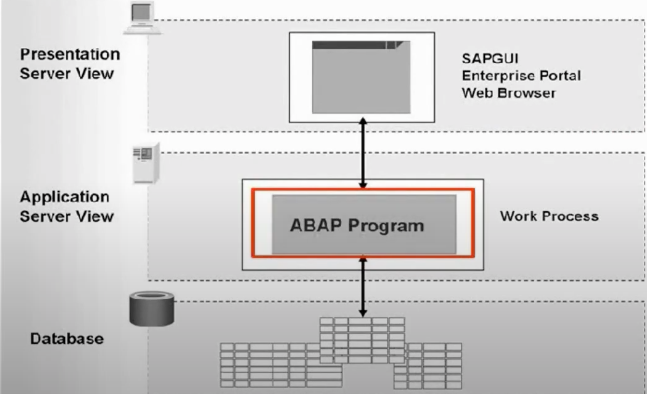 Presentation
Server View
SAPGUI
Enterprise Portal
Web Browser
Application
Server View
ABAP Program
Work Process
Database